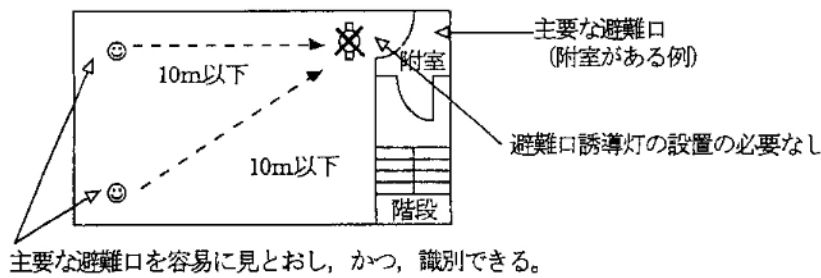 主要な避難口
(附室がある例)
附室
10m以下
避難口誘導灯の設置の必要なし
10m以下
階段
主要な避難口を容易に見とおし，かつ，識別できる。